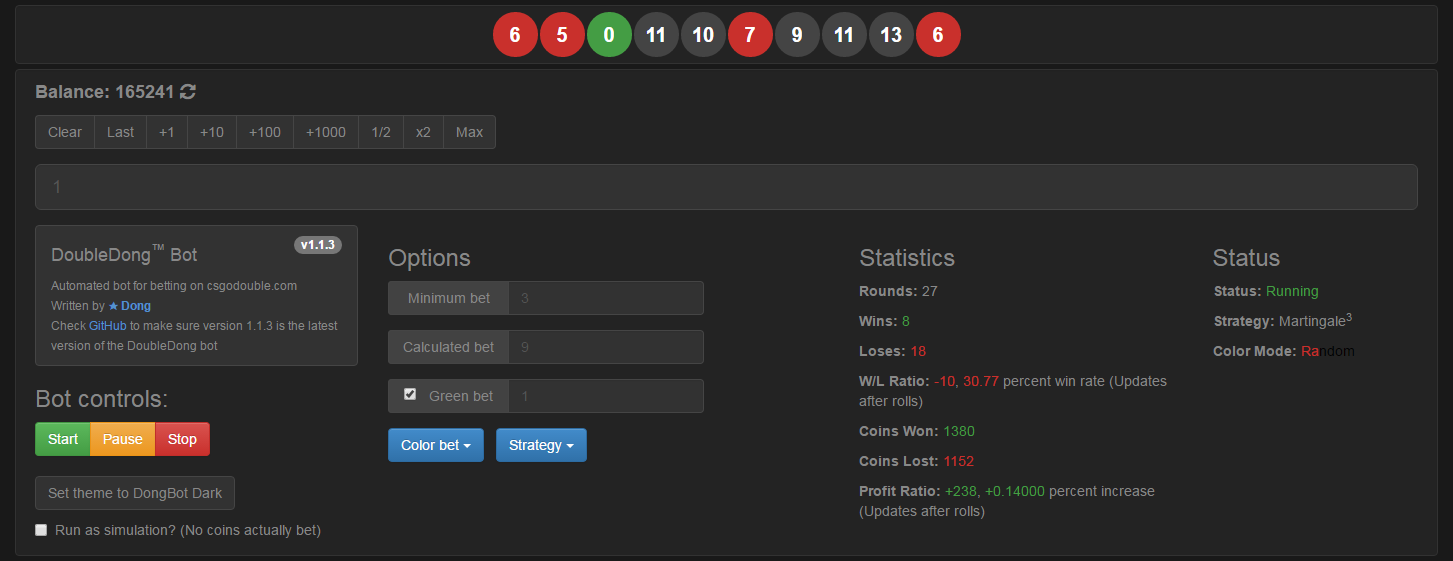 6 5 0 11 10 7 9 11 13 6
Balance: 165241
Clear Last +1 +10 +100 +1000 1/2 x2 Max
1
DoubleDong™ Bot v1.1.3
Automated bot for betting on csgodouble.com
Written by ★ Dong
Check GitHub to make sure version 1.1.3 is the latest
version of the DoubleDong bot
Bot controls:
Start Pause Stop
Set theme to DongBot Dark
Run as simulation? (No coins actually bet)
Options
Minimum bet 3
Calculated bet 9
Green bet 1
Color bet Strategy
Statistics
Rounds: 27
Wins: 8
Loses: 18
W/L Ratio: -10, 30.77 percent win rate (Updates
after rolls)
Coins Won: 1380
Coins Lost: 1152
Profit Ratio: +238, +0.14000 percent increase
(Updates after rolls)
Status
Status: Running
Strategy: Martingale³
Color Mode: Random